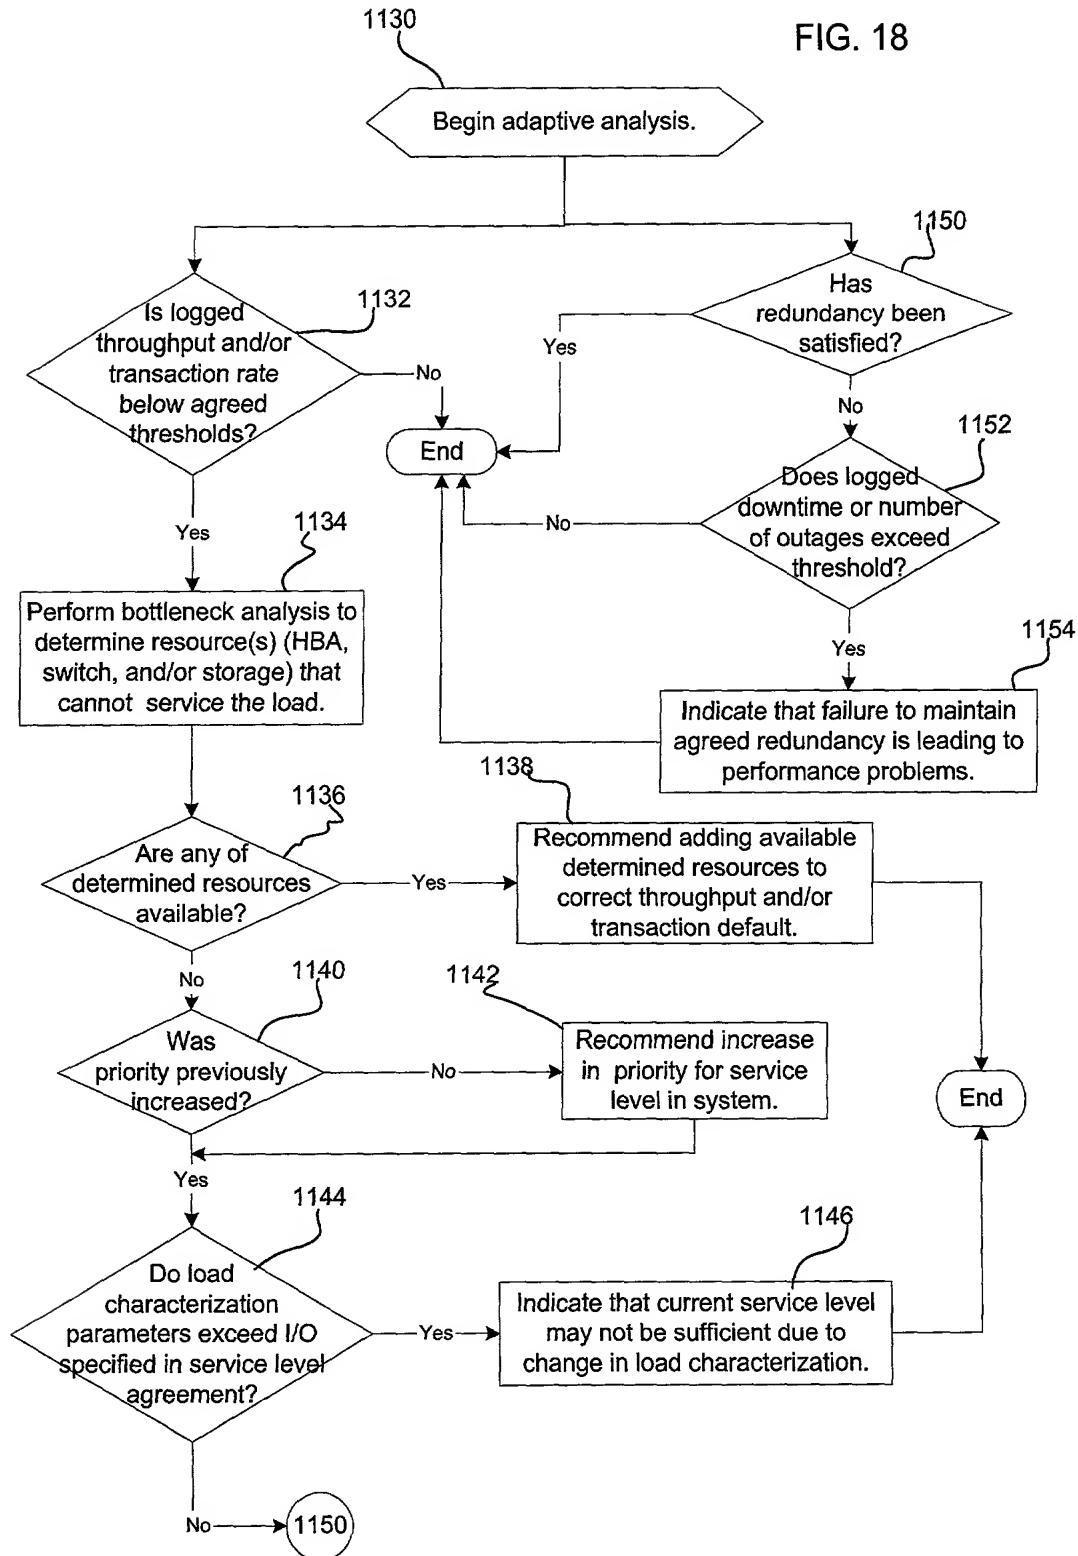 FIG. 18
1130
Begin adaptive analysis.
1150
Has
redundancy been
satisfied?
1132
Is logged
throughput and/or
transaction rate
below agreed
thresholds?
Yes
No
End
No
1152
Does logged
downtime or number
of outages exceed
threshold?
No
Yes
1134
Yes
Perform bottleneck analysis to
determine resource(s) (HBA,
switch, and/or storage) that
cannot service the load.
1154
Indicate that failure to maintain
agreed redundancy is leading to
performance problems.
1136
Are any of
determined resources
available?
Yes
1138
Recommend adding available
determined resources to
correct throughput and/or
transaction default.
No
1140
Was
priority previously
increased?
No
1142
Recommend increase
in priority for service
level in system.
End
Yes
1144
Do load
characterization
parameters exceed I/O
specified in service level
agreement?
Yes
1146
Indicate that current service level
may not be sufficient due to
change in load characterization.
No
1150